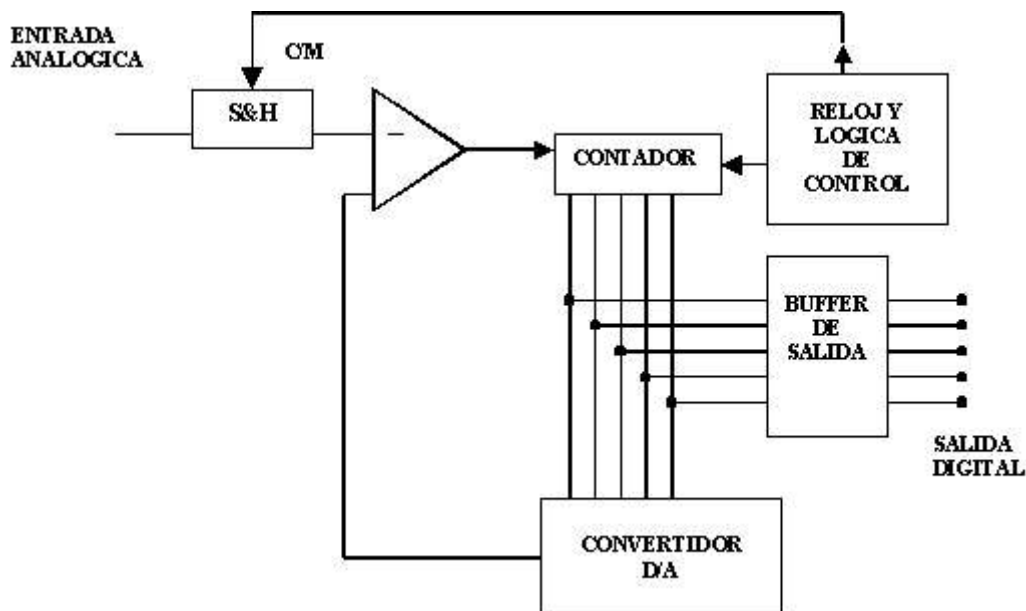 ENTRADA
ANALOGICA
C/M
S&H
–
CONTADOR
RELOJ Y
LOGICA
DE
CONTROL
BUFFER
DE
SALIDA
SALIDA
DIGITAL
CONVERTIDOR
D/A